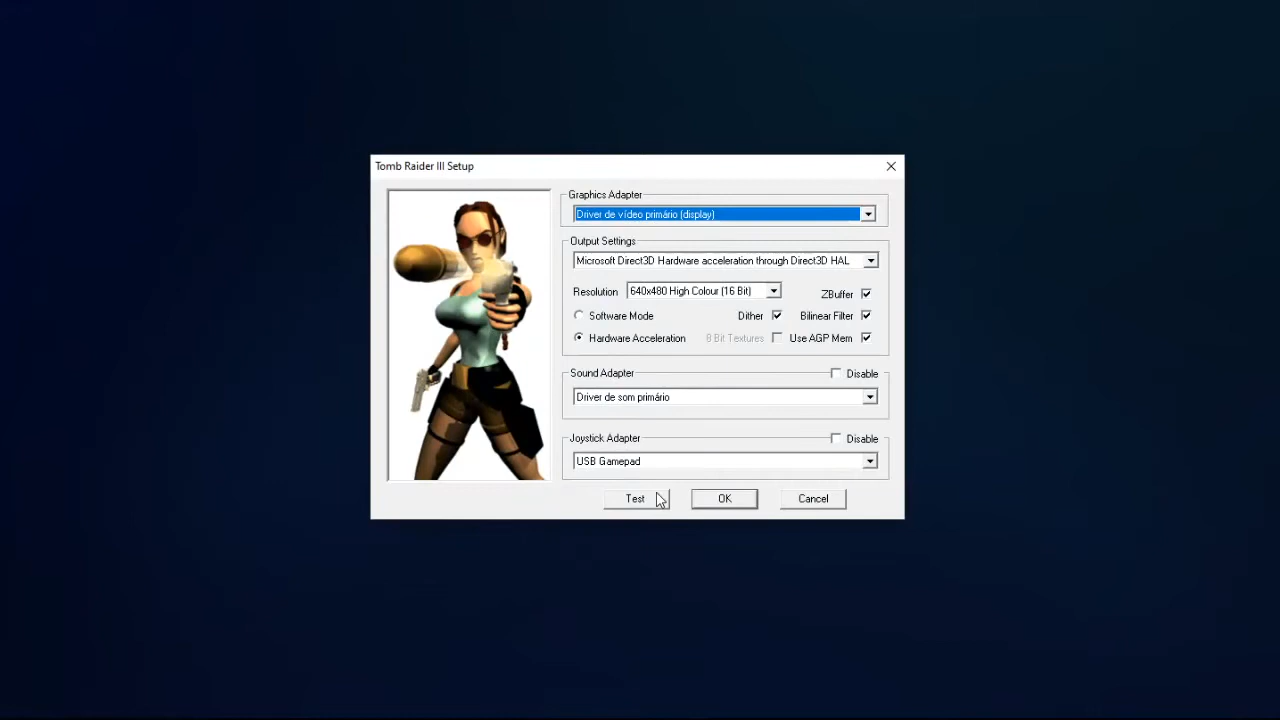 Tomb Raider III Setup
Graphics Adapter
Driver de vídeo primário (display)
Output Settings
Microsoft Direct3D Hardware acceleration through Direct3D HAL
Resolution 640x480 High Colour (16 Bit) ZBuffer
Software Mode Dither Bilinear Filter
Hardware Acceleration 8 Bit Textures Use AGP Mem
Sound Adapter Disable
Driver de som primário
Joystick Adapter Disable
USB Gamepad
Test OK Cancel